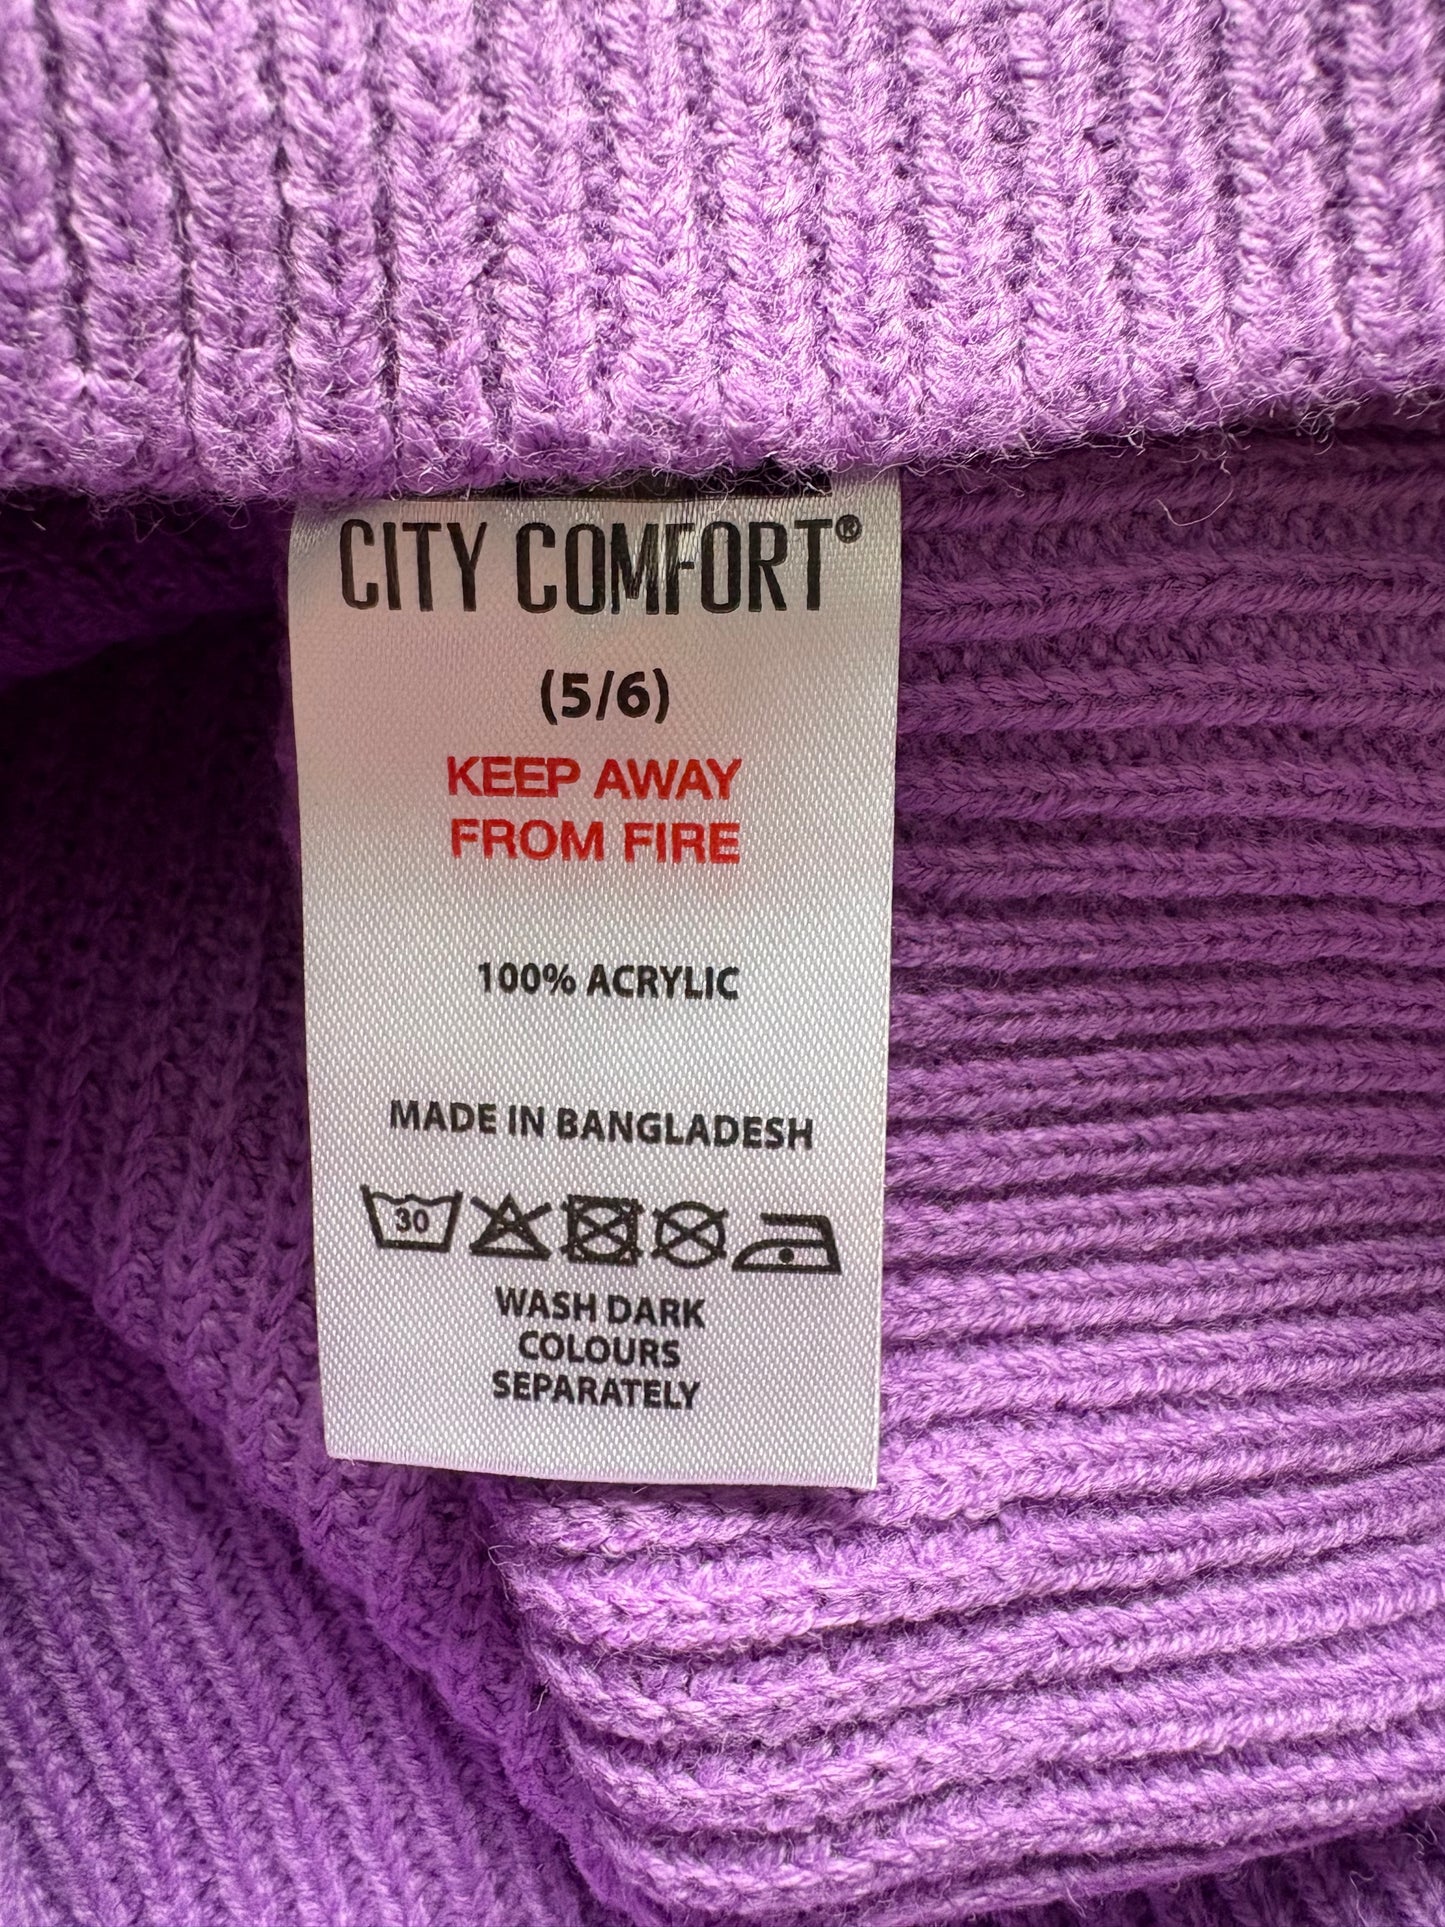 CITY COMFORT®
(5/6)
KEEP AWAY
FROM FIRE
100% ACRYLIC
MADE IN BANGLADESH
30
WASH DARK
COLOURS
SEPARATELY